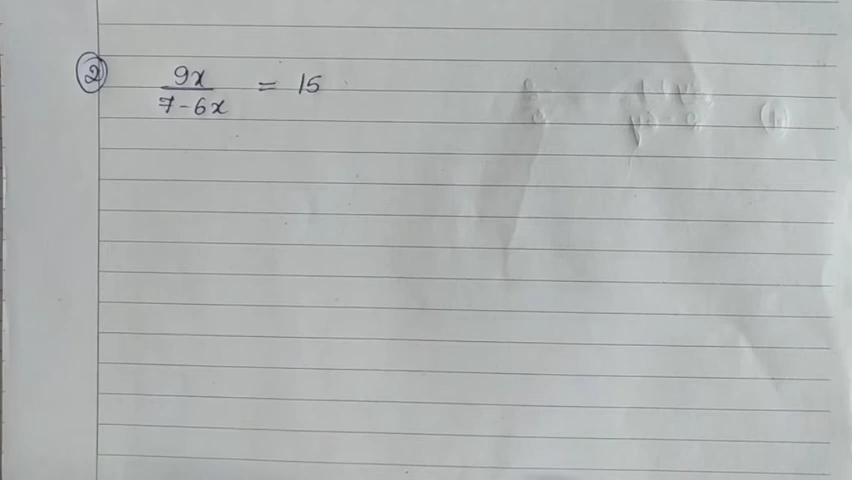 ② 9x / 7-6x = 15